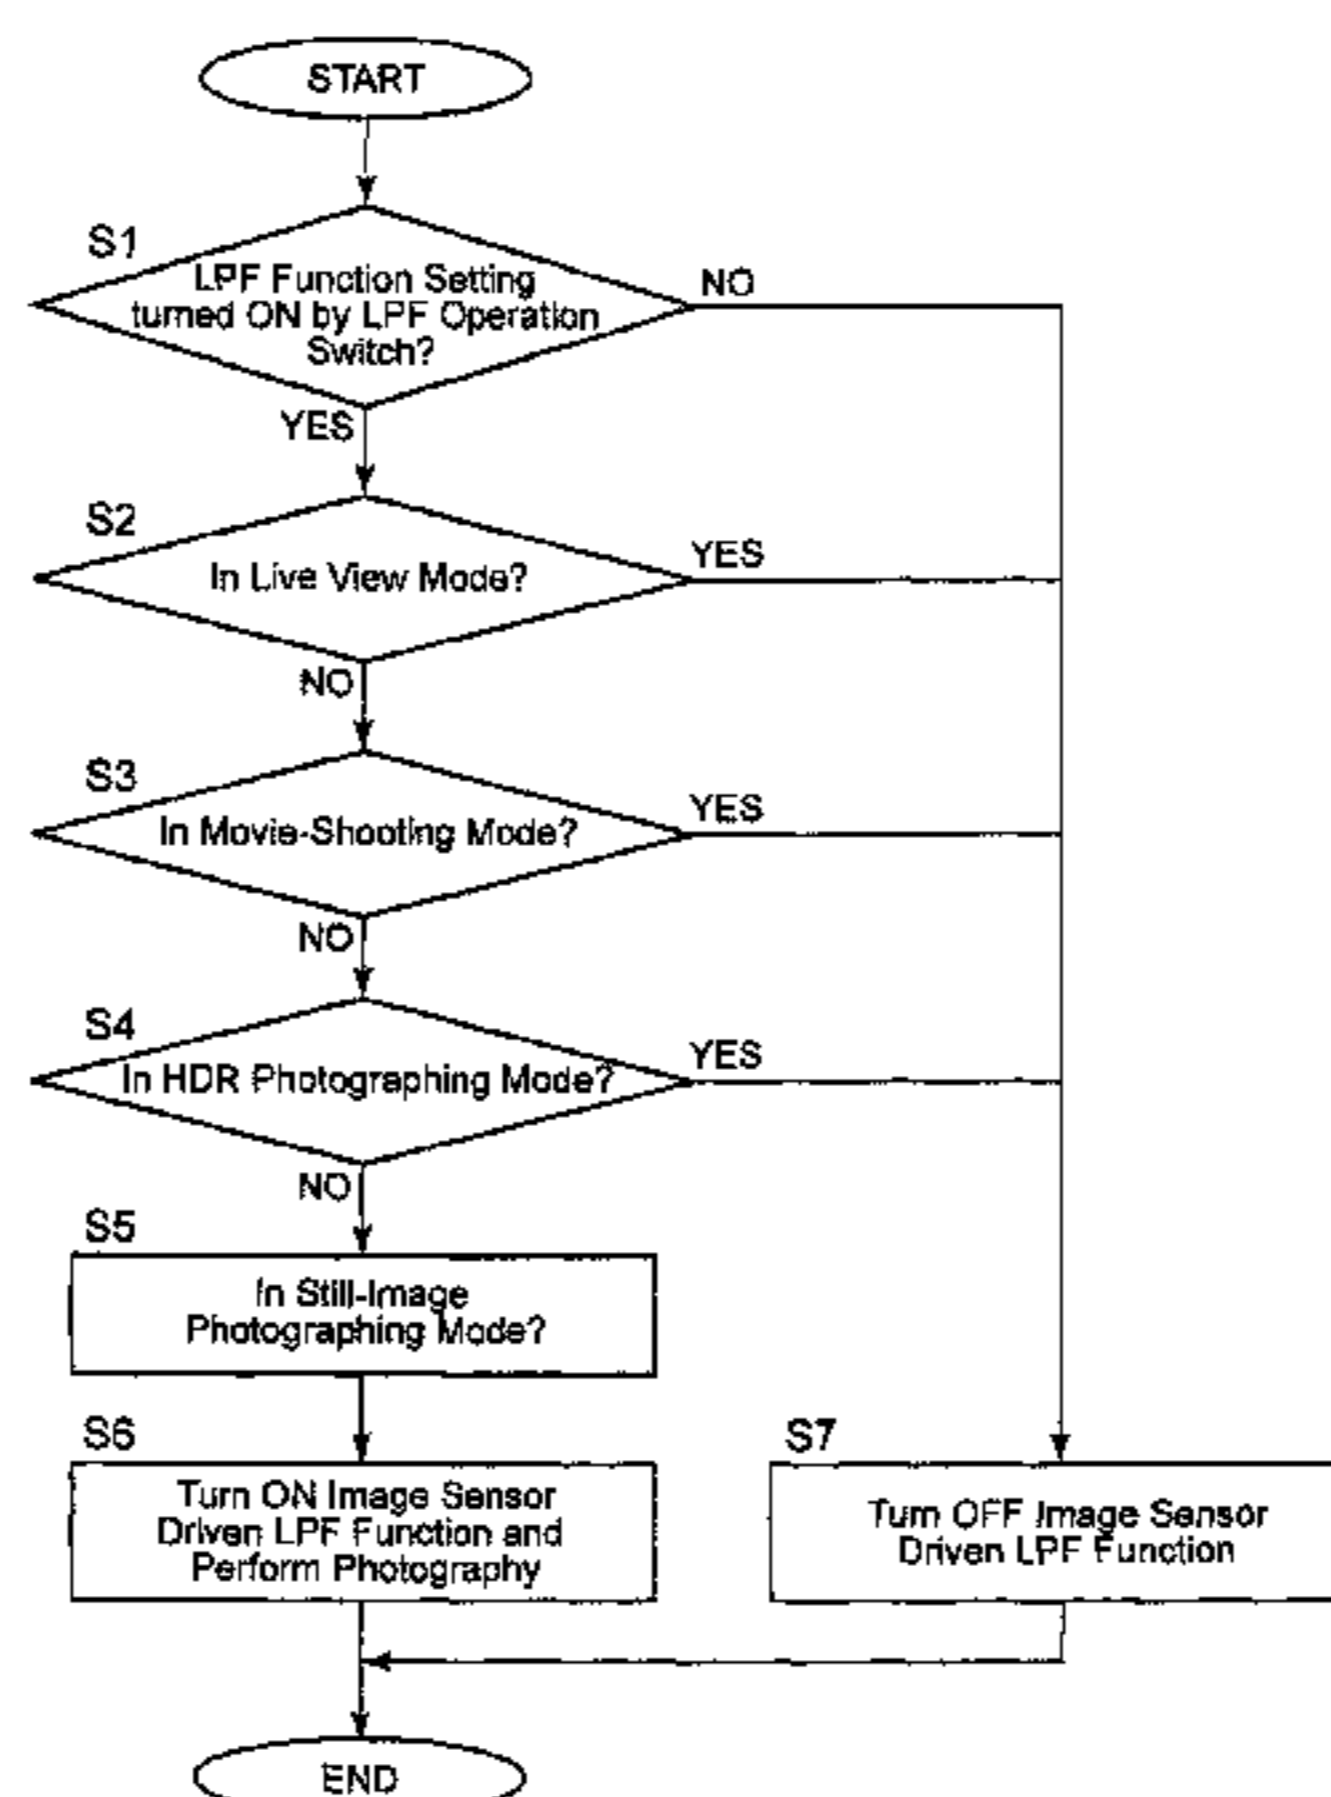 START
S1
LPF Function Setting
turned ON by LPF Operation
Switch?
NO
YES
S2
In Live View Mode?
YES
NO
S3
In Movie-Shooting Mode?
YES
NO
S4
In HDR Photographing Mode?
YES
NO
S5
In Still-Image
Photographing Mode?
S6
Turn ON Image Sensor
Driven LPF Function and
Perform Photography
S7
Turn OFF Image Sensor
Driven LPF Function
END